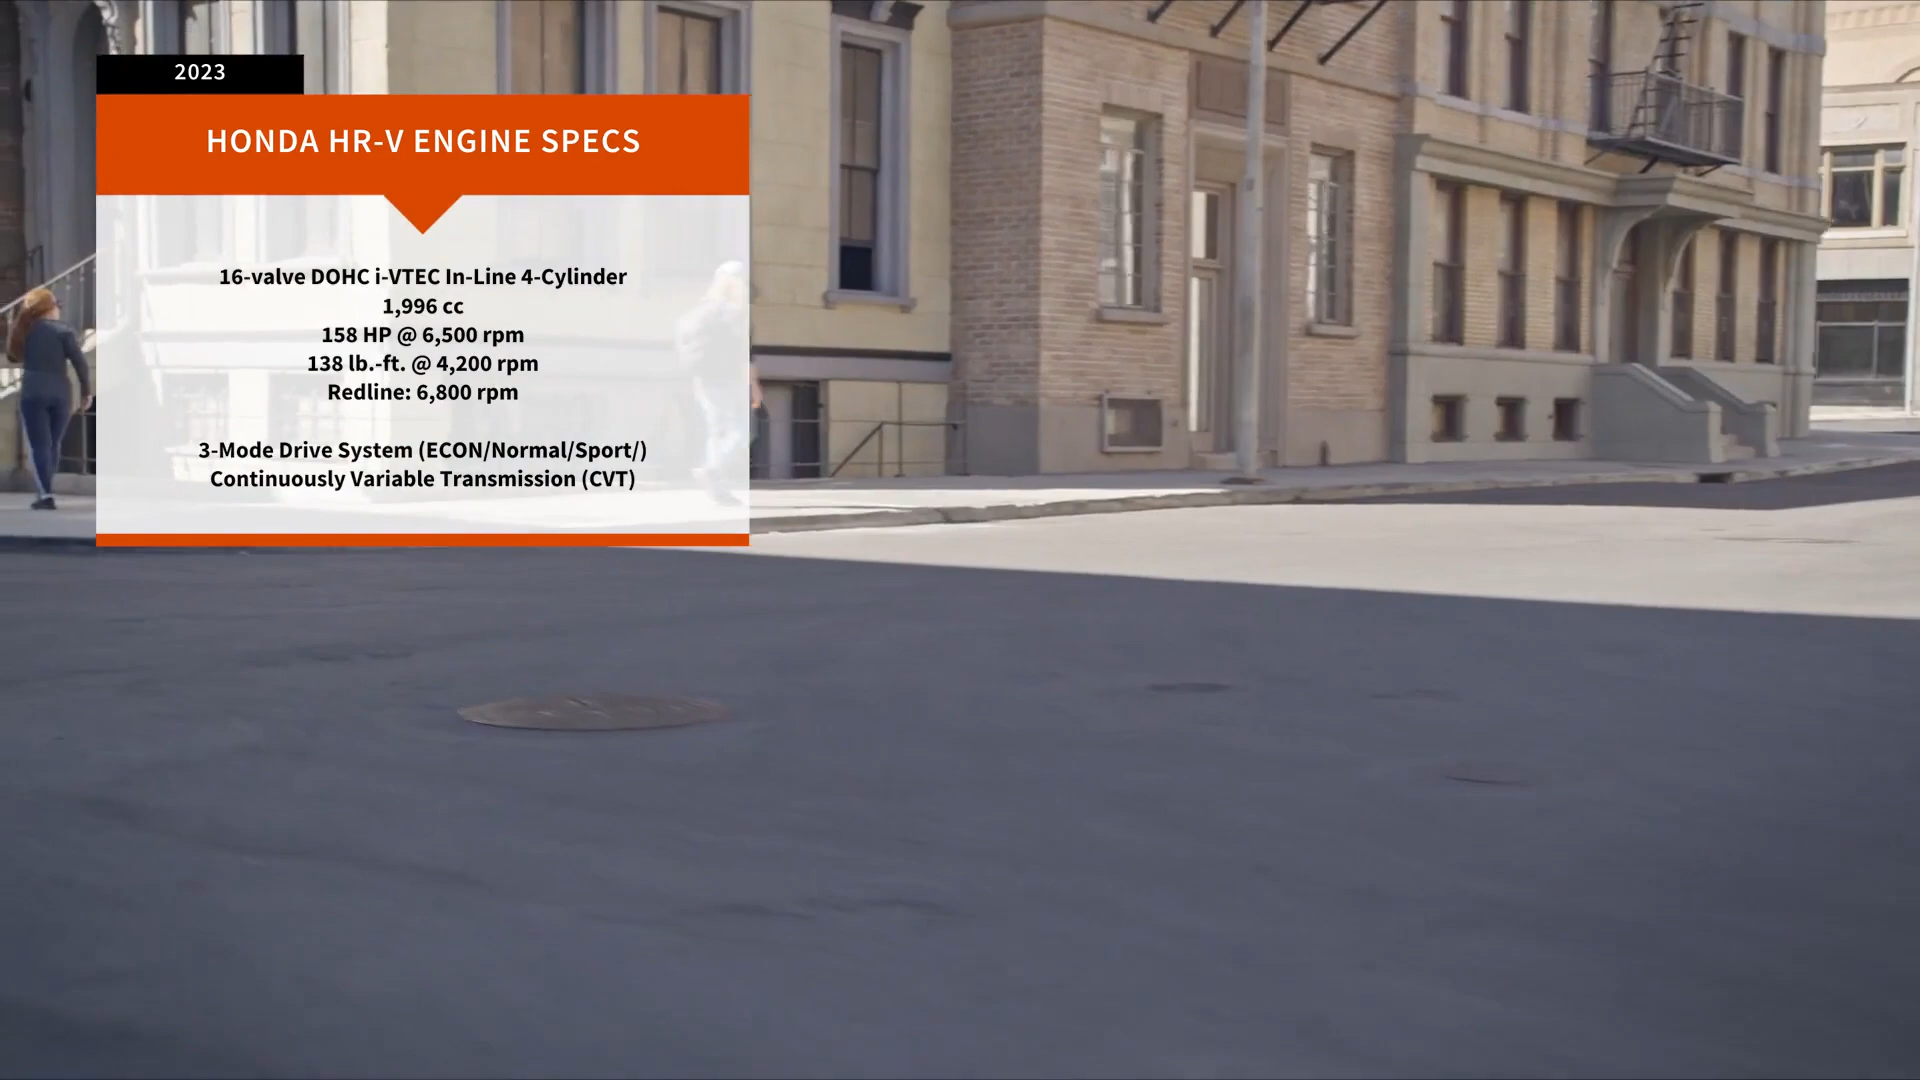 2023
HONDA HR-V ENGINE SPECS
16-valve DOHC i-VTEC In-Line 4-Cylinder
1,996 cc
158 HP @ 6,500 rpm
138 lb.-ft. @ 4,200 rpm
Redline: 6,800 rpm
3-Mode Drive System (ECON/Normal/Sport/)
Continuously Variable Transmission (CVT)